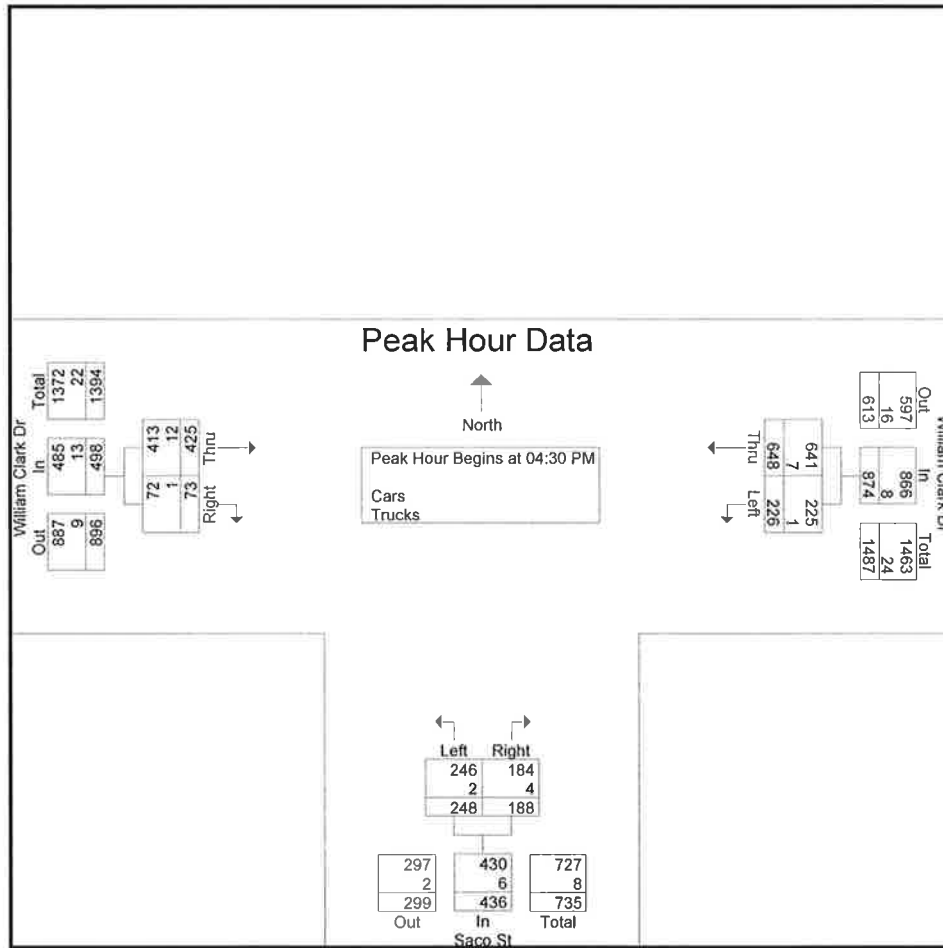 Peak Hour Data
North
Peak Hour Begins at 04:30 PM
Cars
Trucks
William Clark Dr
Total
1372
22
1394
In
485
13
498
Out
887
9
896
Thru
413
12
425
Right
72
1
73
Thru
641
7
648
Left
225
1
226
William Clark Dr
Out
597
16
613
In
866
8
874
Total
1463
24
1487
Left Right
246 184
2 4
248 188
297 430 727
2 6 8
299 436 735
Out In Total
Saco St